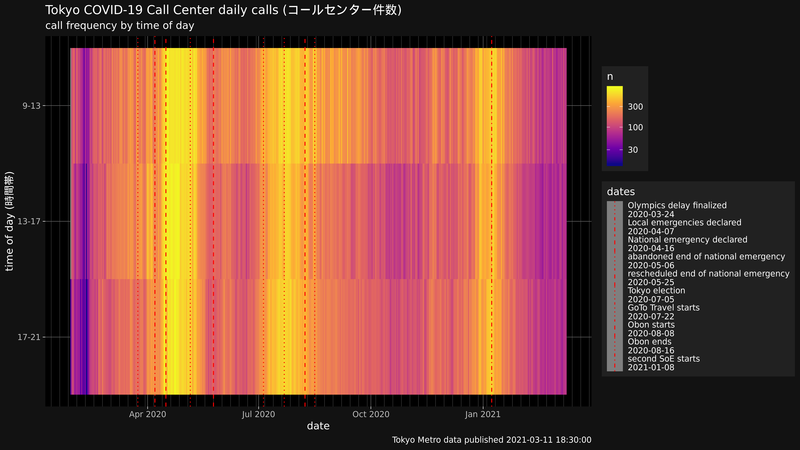 Tokyo COVID-19 Call Center daily calls (コールセンター件数)
call frequency by time of day
time of day (時間帯)
9-13
13-17
17-21
Apr 2020
Jul 2020
Oct 2020
Jan 2021
date
n
300
100
30
dates
Olympics delay finalized
2020-03-24
Local emergencies declared
2020-04-07
National emergency declared
2020-04-16
abandoned end of national emergency
2020-05-06
rescheduled end of national emergency
2020-05-25
Tokyo election
2020-07-05
GoTo Travel starts
2020-07-22
Obon starts
2020-08-08
Obon ends
2020-08-16
second SoE starts
2021-01-08
Tokyo Metro data published 2021-03-11 18:30:00